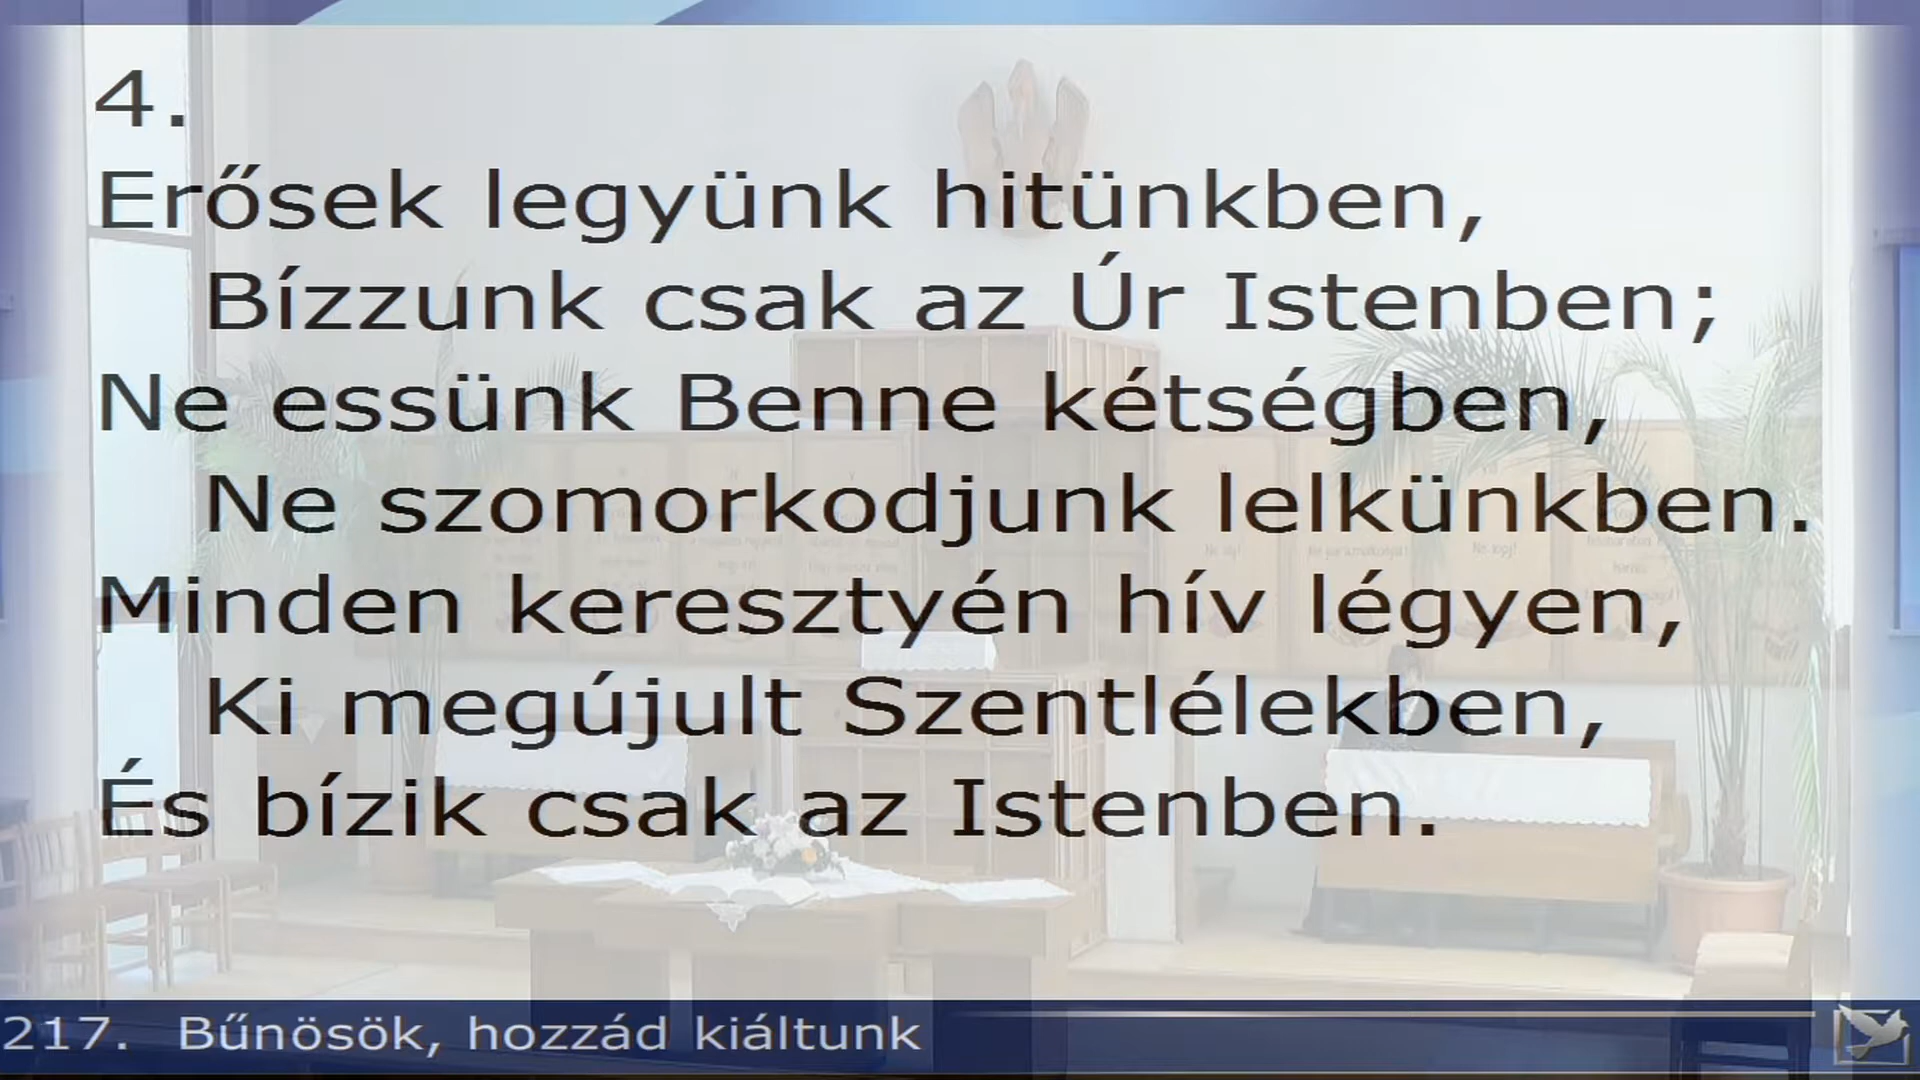 4.
Erősek legyünk hitünkben,
Bízzunk csak az Úr Istenben;
Ne essünk Benne kétségben,
Ne szomorkodjunk lelkünkben.
Minden keresztyén hív légyen,
Ki megújult Szentlélekben,
És bízik csak az Istenben.
217. Bűnösök, hozzád kiáltunk